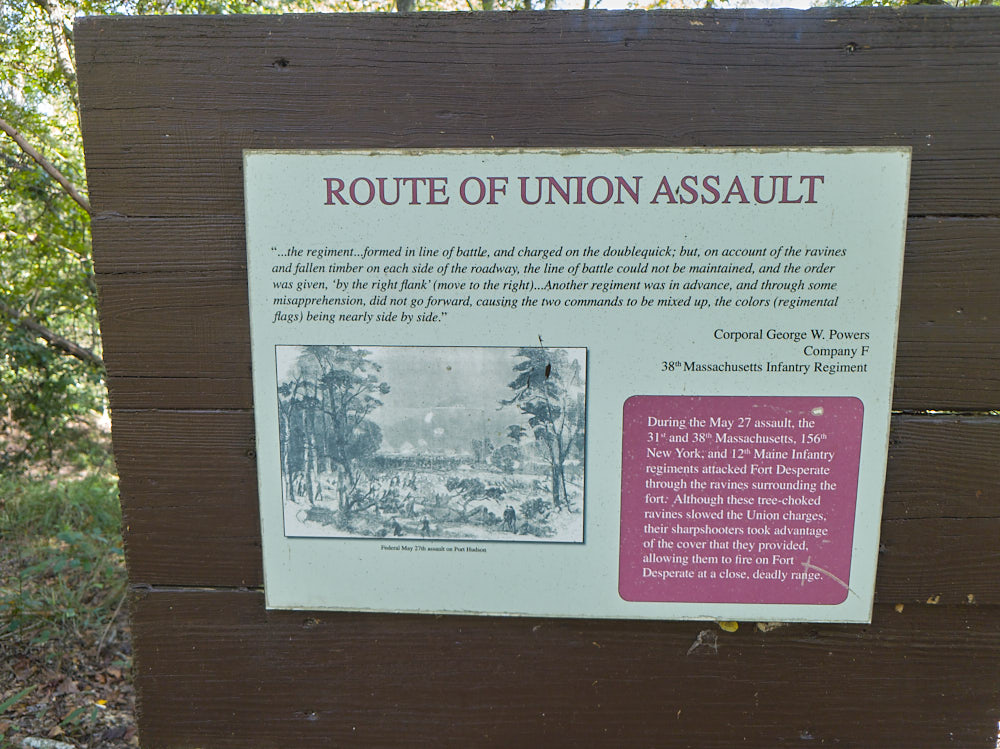 ROUTE OF UNION ASSAULT
“...the regiment...formed in line of battle, and charged on the doublequick; but, on account of the ravines
and fallen timber on each side of the roadway, the line of battle could not be maintained, and the order
was given, ‘by the right flank’ (move to the right)...Another regiment was in advance, and through some
misapprehension, did not go forward, causing the two commands to be mixed up, the colors (regimental
flags) being nearly side by side.”
Corporal George W. Powers
Company F
38th Massachusetts Infantry Regiment
Federal May 27th assault on Port Hudson
During the May 27 assault, the
31st and 38th Massachusetts, 156th
New York, and 12th Maine Infantry
regiments attacked Fort Desperate
through the ravines surrounding the
fort. Although these tree-choked
ravines slowed the Union charges,
their sharpshooters took advantage
of the cover that they provided,
allowing them to fire on Fort
Desperate at a close, deadly range.